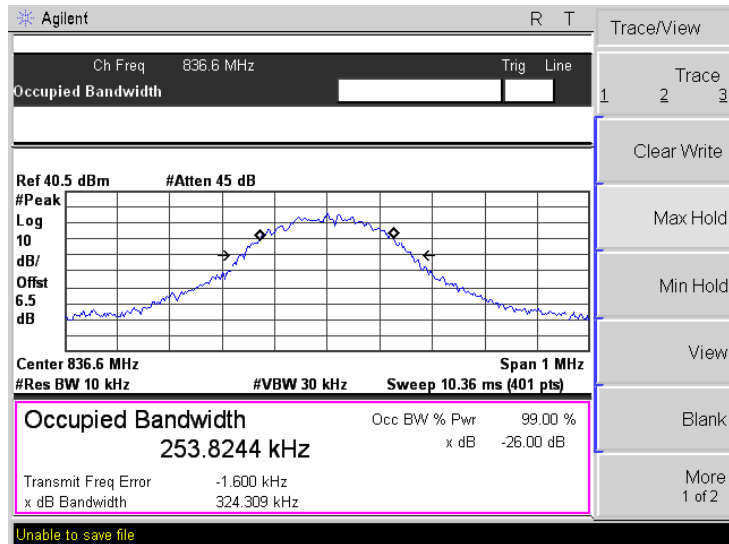 Agilent R T
Trace/View
Ch Freq 836.6 MHz Trig Line
Occupied Bandwidth
Trace
1 2 3
Clear Write
Ref 40.5 dBm #Atten 45 dB
#Peak
Log
10
dB/
Offst
6.5
dB
Max Hold
Min Hold
View
Center 836.6 MHz Span 1 MHz
#Res BW 10 kHz #VBW 30 kHz Sweep 10.36 ms (401 pts)
Occupied Bandwidth Occ BW % Pwr 99.00 %
253.8244 kHz x dB -26.00 dB
Transmit Freq Error -1.600 kHz
x dB Bandwidth 324.309 kHz
Blank
More
1 of 2
Unable to save file